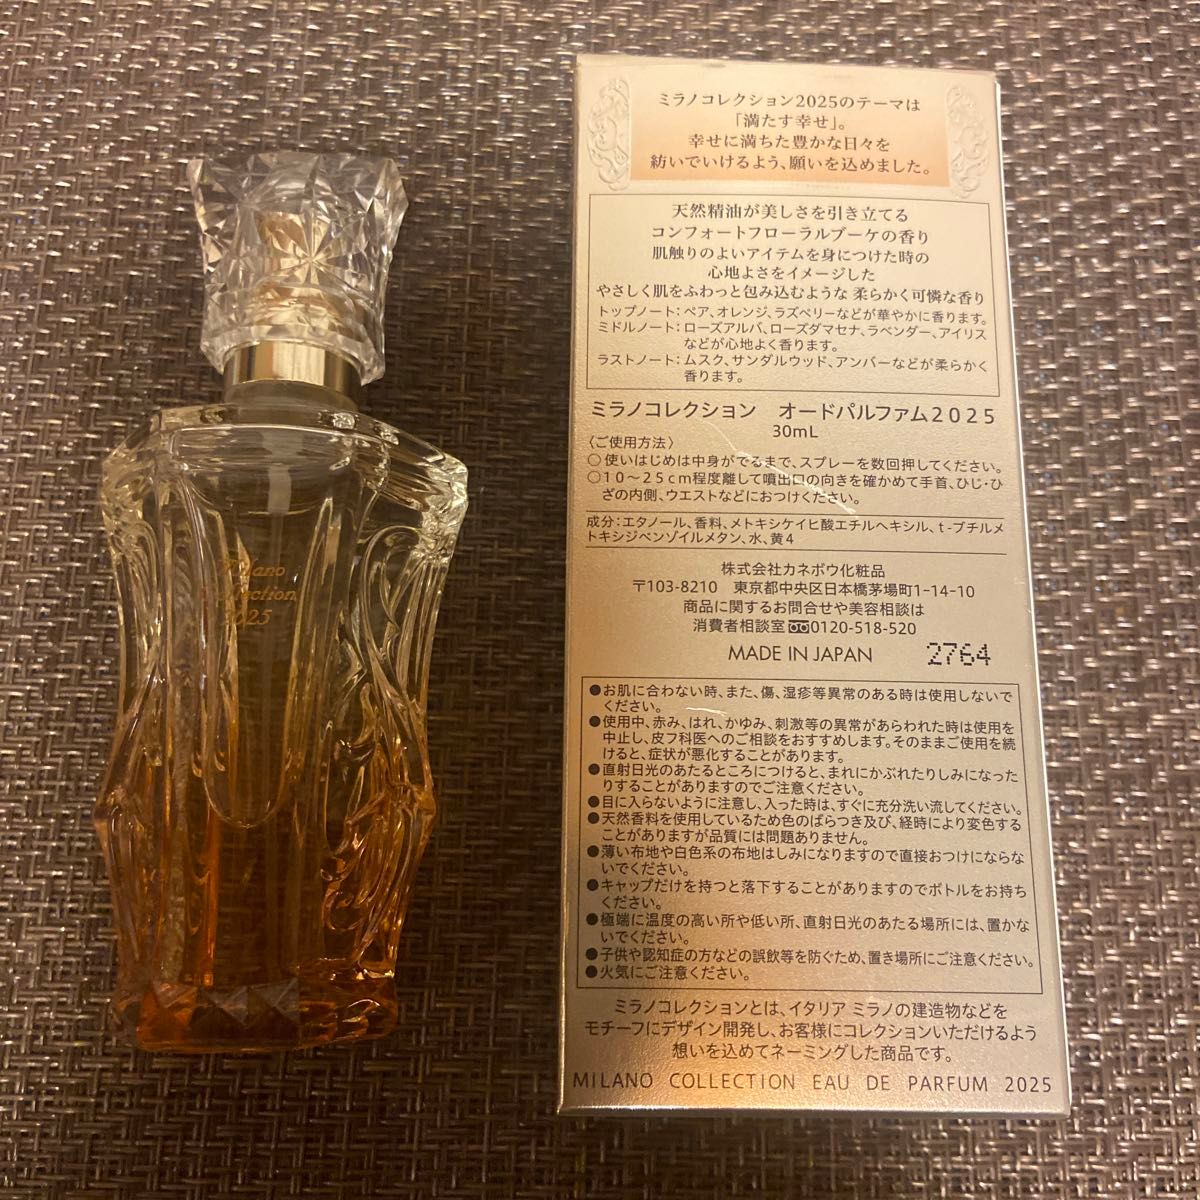 Milano
Collection
2025
ミラノコレクション2025のテーマは
「満たす幸せ」。
幸せに満ちた豊かな日々を
紡いでいけるよう、願いを込めました。
天然精油が美しさを引き立てる
コンフォートフローラルブーケの香り
肌触りのよいアイテムを身につけた時の
心地よさをイメージした
やさしく肌をふわっと包み込むような 柔らかく可憐な香り
トップノート：ペア、オレンジ、ラズベリーなどが華やかに香ります。
ミドルノート：ローズアルバ、ローズダマセナ、ラベンダー、アイリス
などが心地よく香ります。
ラストノート：ムスク、サンダルウッド、アンバーなどが柔らかく
香ります。
ミラノコレクション　オードパルファム2025
30mL
〈ご使用方法〉
○使いはじめは中身がでるまで、スプレーを数回押してください。
○10～25cm程度離して噴出口の向きを確かめて手首、ひじ・ひ
ざの内側、ウエストなどにおつけください。
成分：エタノール、香料、メトキシケイヒ酸エチルヘキシル、t-ブチルメ
トキシジベンゾイルメタン、水、黄4
株式会社カネボウ化粧品
〒103-8210　東京都中央区日本橋茅場町1-14-10
商品に関するお問合せや美容相談は
消費者相談室 0120-518-520
MADE IN JAPAN 2764
●お肌に合わない時、また、傷、湿疹等異常のある時は使用しないで
ください。
●使用中、赤み、はれ、かゆみ、刺激等の異常があらわれた時は使用を
中止し、皮フ科医へのご相談をおすすめします。そのままご使用を続
けると、症状が悪化することがあります。
●直射日光のあたるところにつけると、まれにかぶれたりしみになった
りすることがありますのでご注意ください。
●目に入らないように注意し、入った時は、すぐに充分洗い流してください。
●天然香料を使用しているため色のばらつき及び、経時により変色する
ことがありますが品質には問題ありません。
●薄い布地や白色系の布地はしみになりますので直接おつけにならな
いでください。
●キャップだけを持つと落下することがありますのでボトルをお持ち
ください。
●極端に温度の高い所や低い所、直射日光のあたる場所には、置かな
いでください。
●子供や認知症の方などの誤飲等を防ぐため、置き場所にご注意ください。
●火気にご注意ください。
ミラノコレクションとは、イタリア ミラノの建造物などを
モチーフにデザイン開発し、お客様にコレクションいただけるよう
想いを込めてネーミングした商品です。
MILANO COLLECTION EAU DE PARFUM 2025